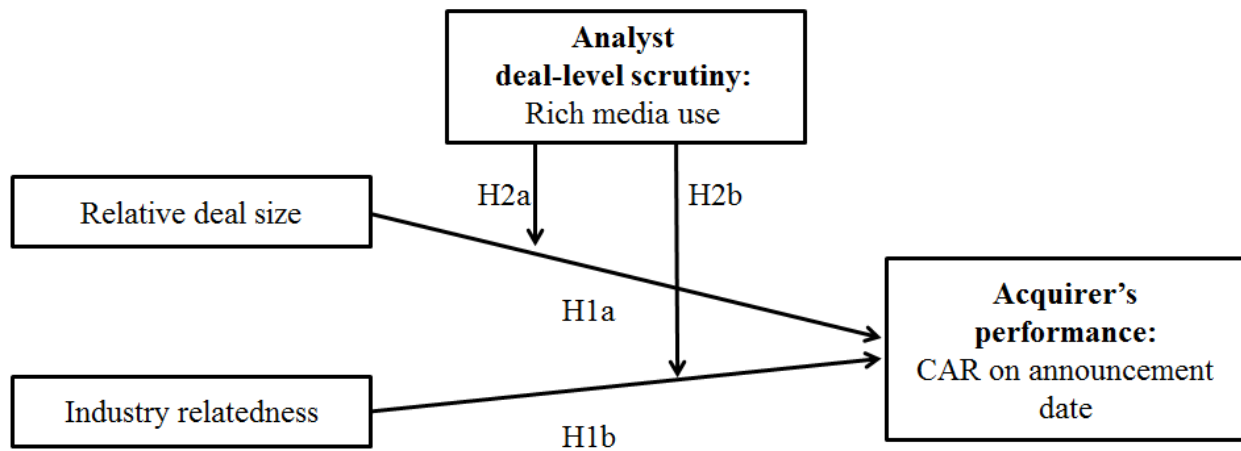 Analyst
deal-level scrutiny:
Rich media use
H2a
H2b
Relative deal size
H1a
Acquirer’s
performance:
CAR on announcement
date
Industry relatedness
H1b